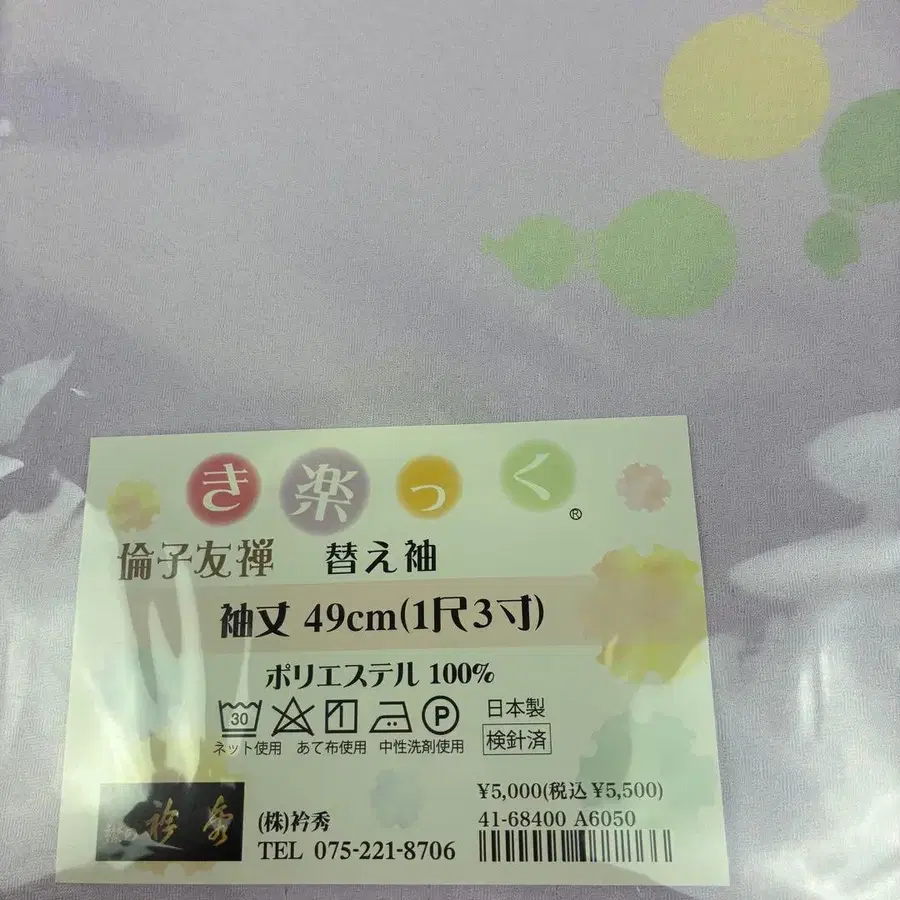 き楽っく®
倫子友禅 替え袖
袖丈 49cm(1尺3寸)
ポリエステル 100%
30
P
日本製
ネット使用 あて布使用 中性洗剤使用
検針済
衿秀
¥5,000(税込¥5,500)
(株)衿秀
41-68400 A6050
TEL 075-221-8706